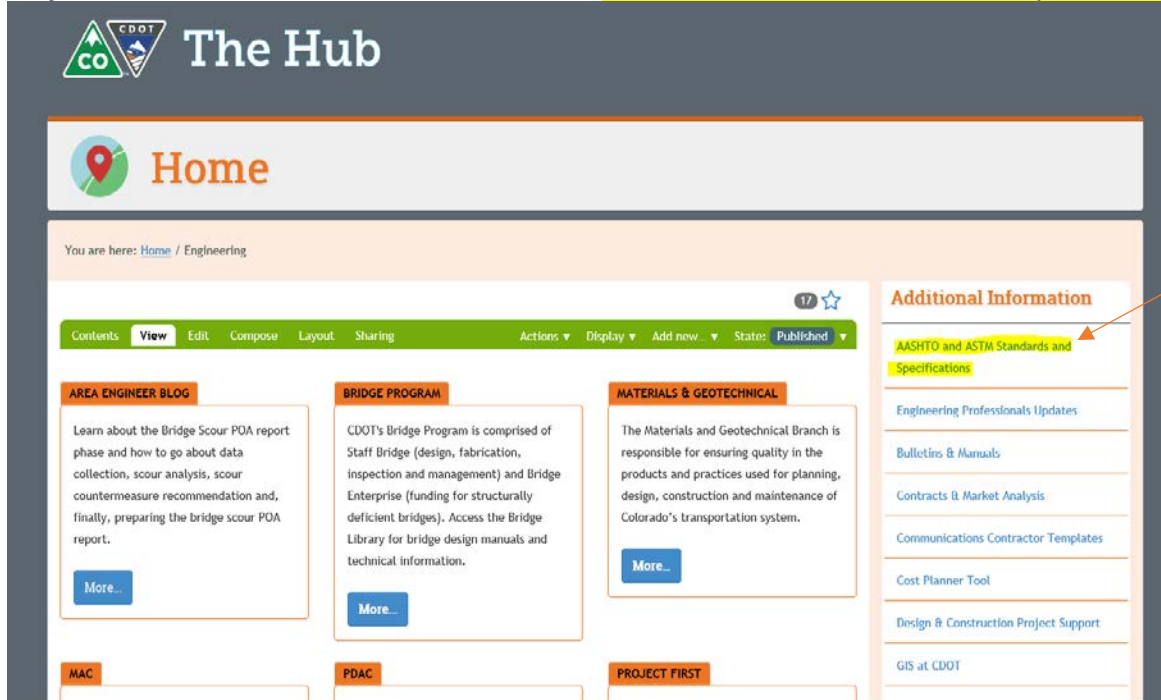 CDOT
CO
The Hub
Home
You are here: Home / Engineering
17
Contents View Edit Compose Layout Sharing Actions ▾ Display ▾ Add new... ▾ State: Published ▾
AREA ENGINEER BLOG
Learn about the Bridge Scour POA report
phase and how to go about data
collection, scour analysis, scour
countermeasure recommendation and,
finally, preparing the bridge scour POA
report.
More...
BRIDGE PROGRAM
CDOT's Bridge Program is comprised of
Staff Bridge (design, fabrication,
inspection and management) and Bridge
Enterprise (funding for structurally
deficient bridges). Access the Bridge
Library for bridge design manuals and
technical information.
More...
MATERIALS & GEOTECHNICAL
The Materials and Geotechnical Branch is
responsible for ensuring quality in the
products and practices used for planning,
design, construction and maintenance of
Colorado's transportation system.
More...
MAC
PDAC
PROJECT FIRST
Additional Information
AASHTO and ASTM Standards and
Specifications
Engineering Professionals Updates
Bulletins & Manuals
Contracts & Market Analysis
Communications Contractor Templates
Cost Planner Tool
Design & Construction Project Support
GIS at CDOT